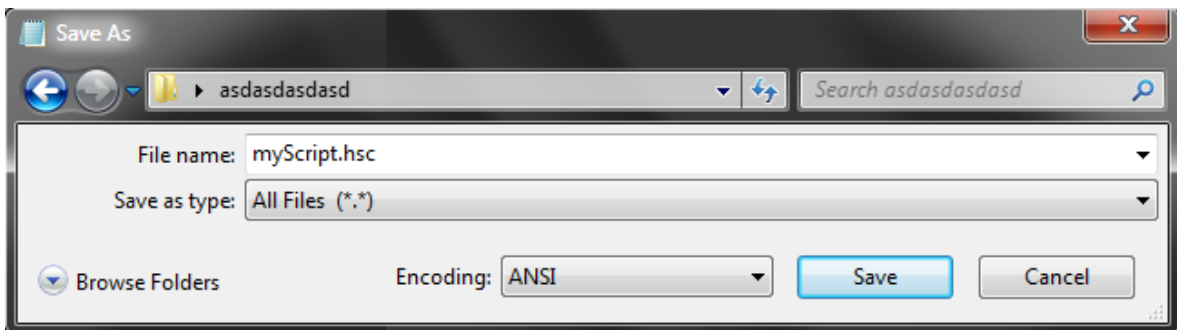 Save As
asdasdasdasd
Search asdasdasdasd
File name: myScript.hsc
Save as type: All Files (*.*)
Browse Folders
Encoding: ANSI
Save
Cancel